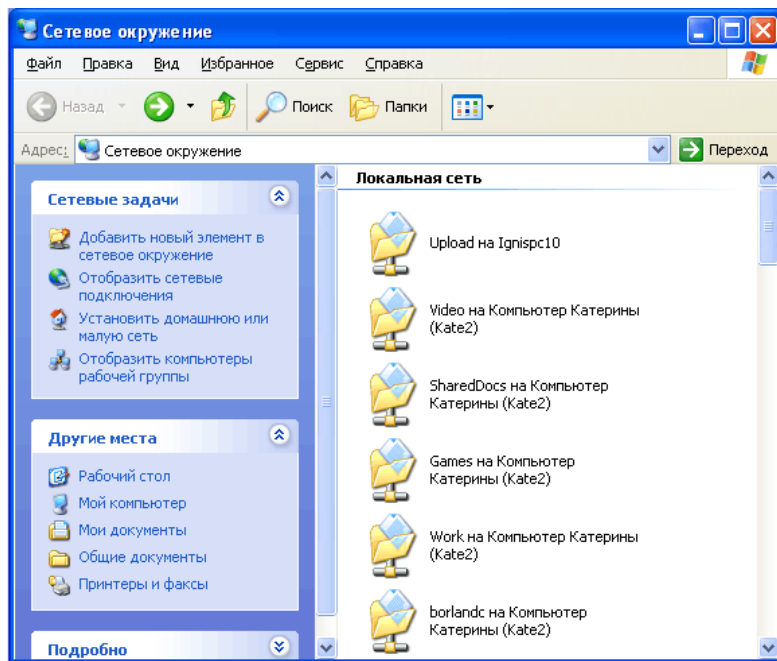 Сетевое окружение
Файл Правка Вид Избранное Сервис Справка
Назад Поиск Папки
Адрес: Сетевое окружение Переход
Сетевые задачи
Добавить новый элемент в
сетевое окружение
Отобразить сетевые
подключения
Установить домашнюю или
малую сеть
Отобразить компьютеры
рабочей группы
Другие места
Рабочий стол
Мой компьютер
Мои документы
Общие документы
Принтеры и факсы
Подробно
Локальная сеть
Upload на Ignispc10
Video на Компьютер Катерины
(Kate2)
SharedDocs на Компьютер
Катерины (Kate2)
Games на Компьютер
Катерины (Kate2)
Work на Компьютер Катерины
(Kate2)
borlandc на Компьютер
Катерины (Kate2)